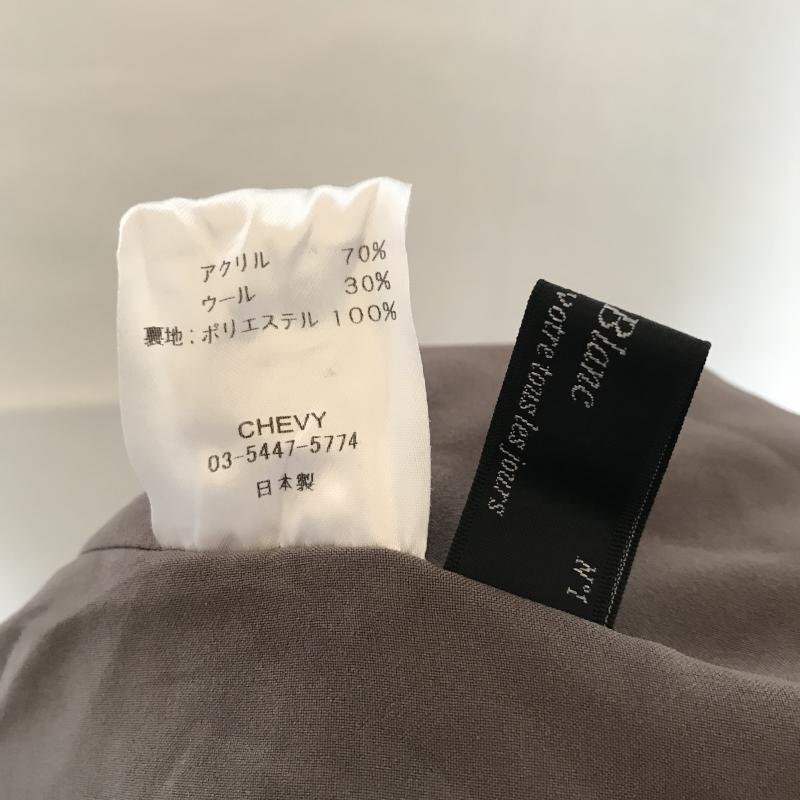 アクリル 70%
ウール 30%
裏地:ポリエステル 100%
CHEVY
03-5447-5774
日本製
Blanc
votre tous les jours
N°1